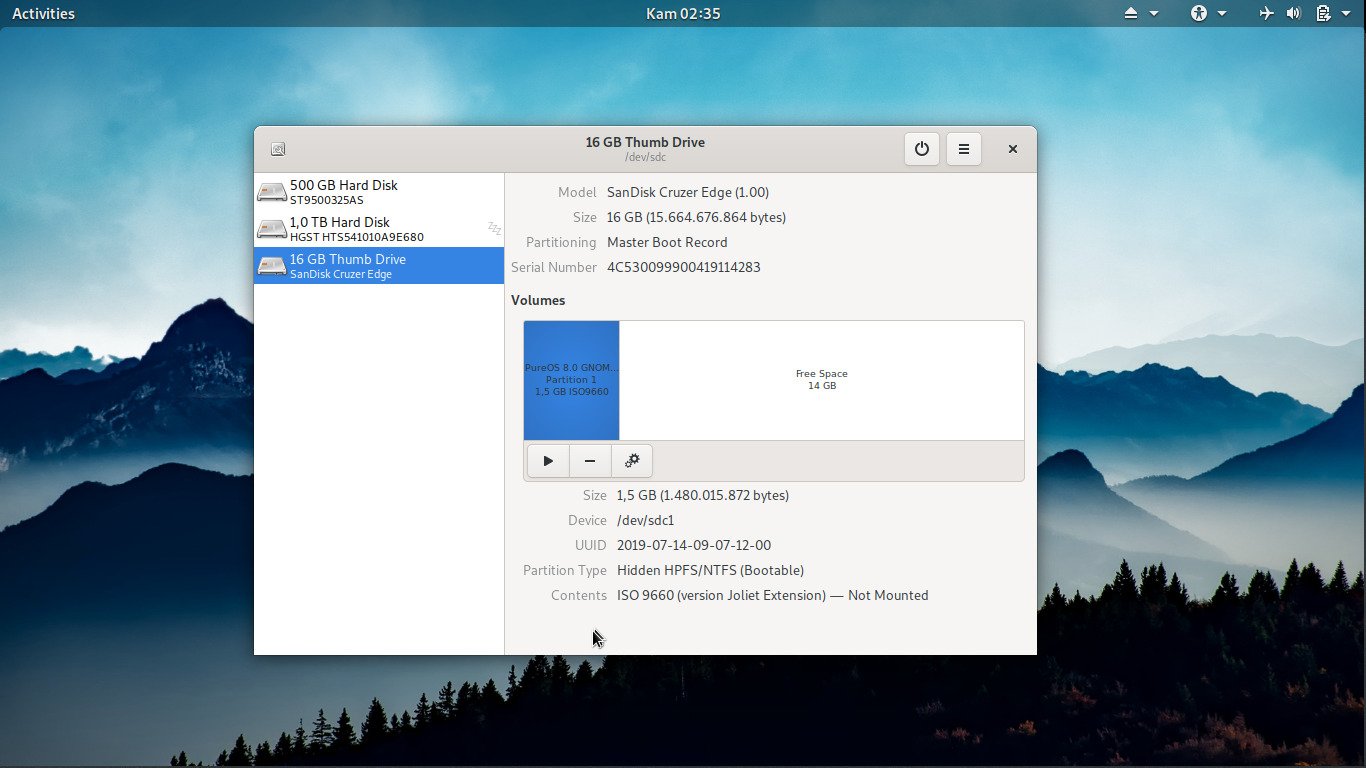 Activities
Kam 02:35
16 GB Thumb Drive
/dev/sdc
500 GB Hard Disk
ST9500325AS
1,0 TB Hard Disk
HGST HTS541010A9E680
16 GB Thumb Drive
SanDisk Cruzer Edge
Model SanDisk Cruzer Edge (1.00)
Size 16 GB (15.664.676.864 bytes)
Partitioning Master Boot Record
Serial Number 4C530099900419114283
Volumes
PureOS 8.0 GNOM...
Partition 1
1,5 GB ISO9660
Free Space
14 GB
Size 1,5 GB (1.480.015.872 bytes)
Device /dev/sdc1
UUID 2019-07-14-09-07-12-00
Partition Type Hidden HPFS/NTFS (Bootable)
Contents ISO 9660 (version Joliet Extension) — Not Mounted